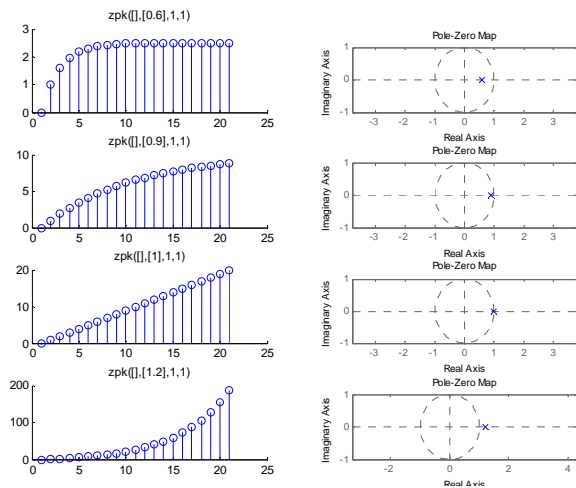 zpk([],[0.6],1,1)
3
2
1
0
0 5 10 15 20 25
Pole-Zero Map
Imaginary Axis
1
0
-1
-3 -2 -1 0 1 2 3
Real Axis
zpk([],[0.9],1,1)
10
5
0
0 5 10 15 20 25
Pole-Zero Map
Imaginary Axis
1
0
-1
-3 -2 -1 0 1 2 3
Real Axis
zpk([],[1],1,1)
20
10
0
0 5 10 15 20 25
Pole-Zero Map
Imaginary Axis
1
0
-1
-3 -2 -1 0 1 2 3
Real Axis
zpk([],[1.2],1,1)
200
100
0
0 5 10 15 20 25
Pole-Zero Map
Imaginary Axis
1
0
-1
-2 0 2 4
Real Axis